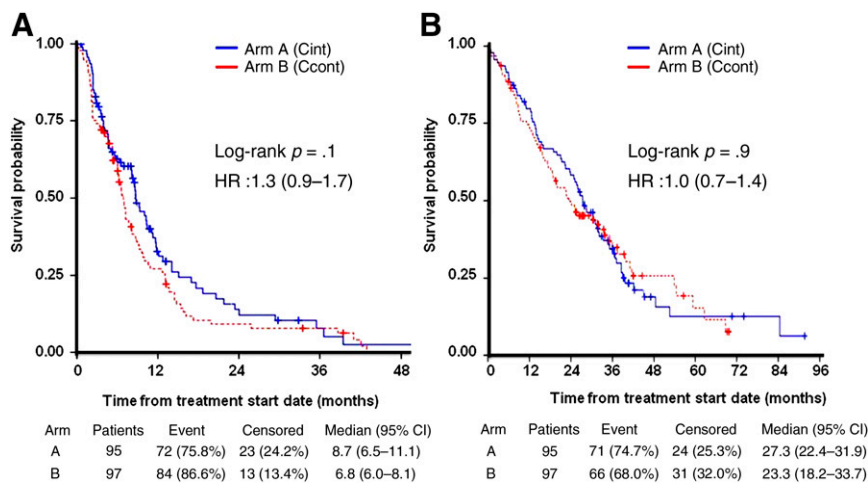 A
Arm A (Cint)
Arm B (Ccont)
Log-rank p = .1
HR :1.3 (0.9–1.7)
Survival probability
1.00
0.75
0.50
0.25
0.00
0 12 24 36 48
Time from treatment start date (months)
Arm Patients Event Censored Median (95% CI)
A 95 72 (75.8%) 23 (24.2%) 8.7 (6.5–11.1)
B 97 84 (86.6%) 13 (13.4%) 6.8 (6.0–8.1)
B
Arm A (Cint)
Arm B (Ccont)
Log-rank p = .9
HR :1.0 (0.7–1.4)
Survival probability
1.00
0.75
0.50
0.25
0.00
0 12 24 36 48 60 72 84 96
Time from treatment start date (months)
Arm Patients Event Censored Median (95% CI)
A 95 71 (74.7%) 24 (25.3%) 27.3 (22.4–31.9)
B 97 66 (68.0%) 31 (32.0%) 23.3 (18.2–33.7)